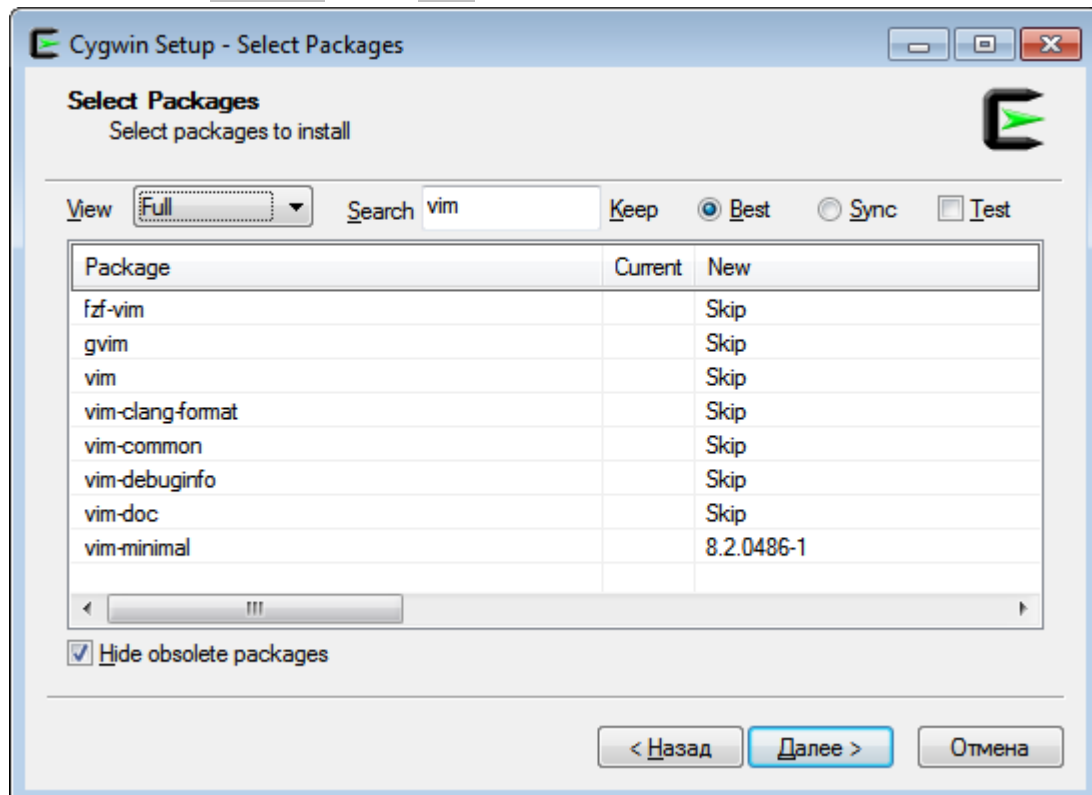 Cygwin Setup - Select Packages
Select Packages
Select packages to install
View Full Search vim Keep Best Sync Test
Package Current New
fzf-vim Skip
gvim Skip
vim Skip
vim-clang-format Skip
vim-common Skip
vim-debuginfo Skip
vim-doc Skip
vim-minimal 8.2.0486-1
Hide obsolete packages
< Назад Далее > Отмена